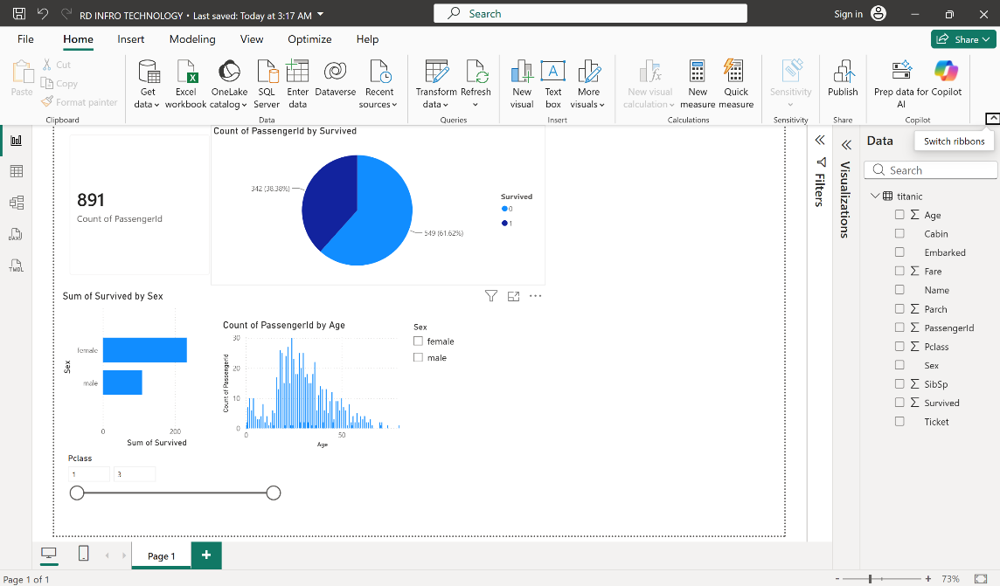 RD INFRO TECHNOLOGY • Last saved: Today at 3:17 AM
Search
Sign in
File Home Insert Modeling View Optimize Help
Share
Paste
Cut
Copy
Format painter
Clipboard
Get data
Excel workbook
OneLake catalog
SQL Server
Enter data
Dataverse
Recent sources
Data
Transform data
Refresh
Queries
New visual
Text box
More visuals
Insert
New visual calculation
New measure
Quick measure
Calculations
Sensitivity
Sensitivity
Publish
Share
Prep data for AI
Copilot
Copilot
Switch ribbons
DAX
TMDL
891
Count of PassengerId
Count of PassengerId by Survived
342 (38.38%)
549 (61.62%)
Survived
0
1
Sum of Survived by Sex
Sex
female
male
0 200
Sum of Survived
Count of PassengerId by Age
Count of PassengerId
30
20
10
0
0 50
Age
Sex
female
male
Pclass
1 3
Filters
Visualizations
Data
Search
titanic
Age
Cabin
Embarked
Fare
Name
Parch
PassengerId
Pclass
Sex
SibSp
Survived
Ticket
Page 1
Page 1 of 1
73%